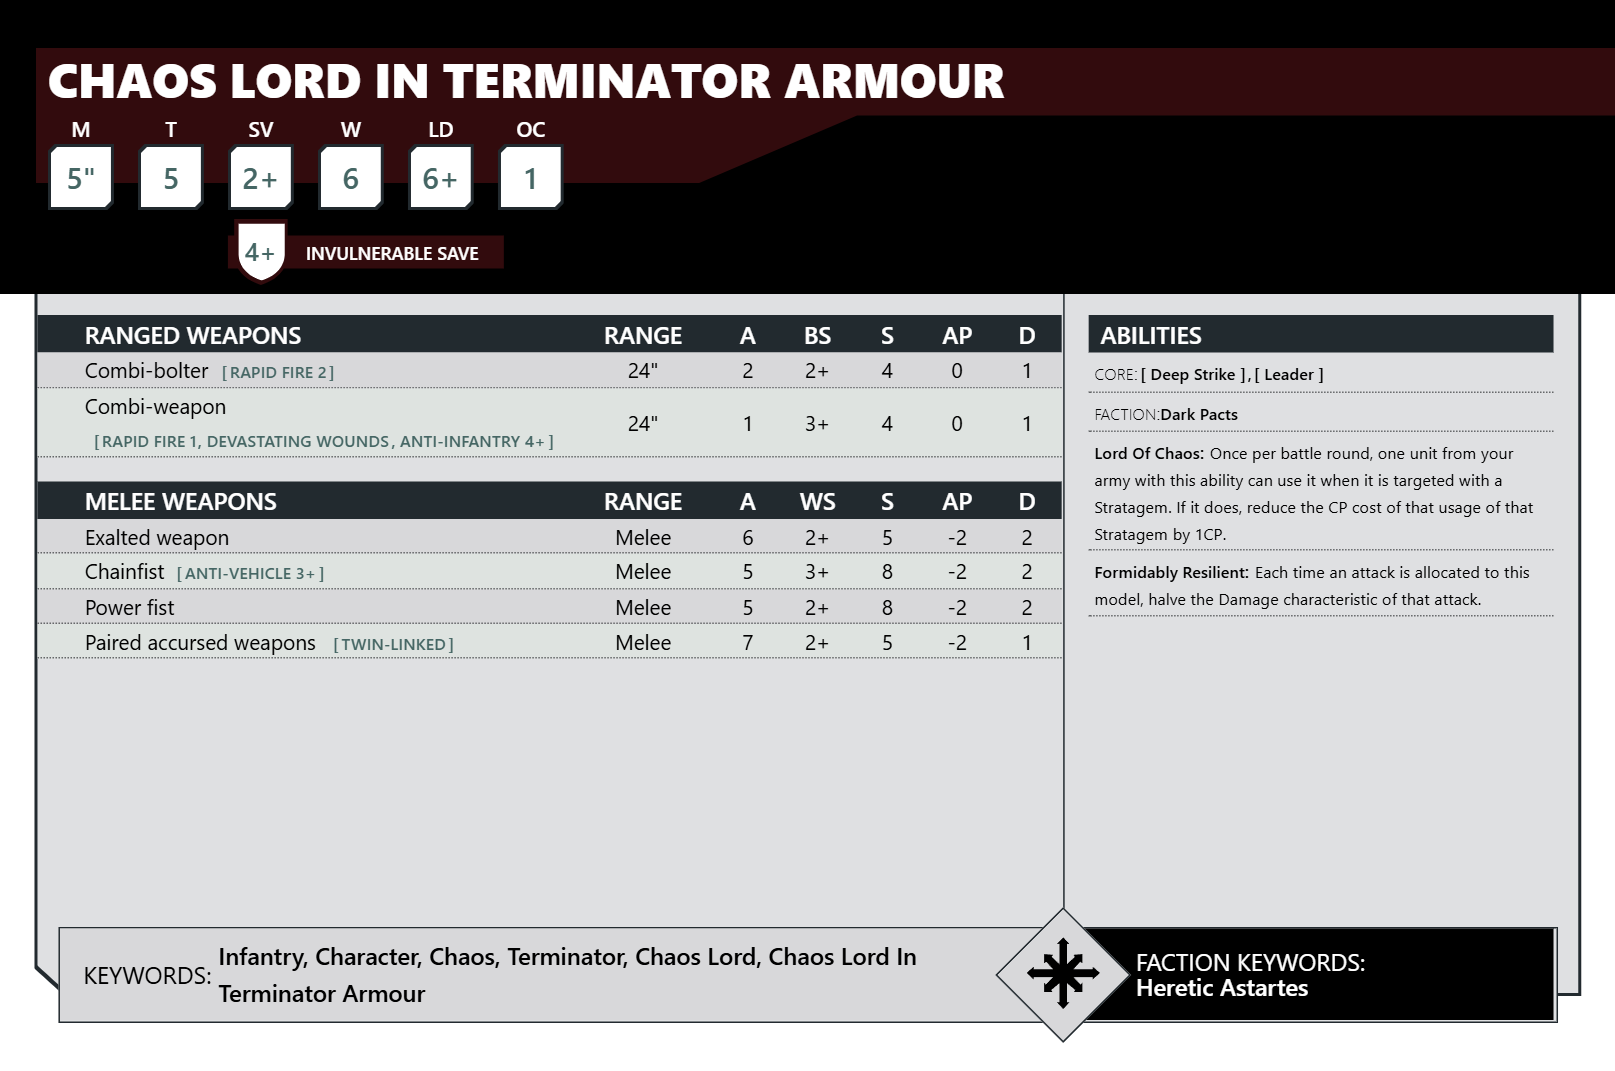 CHAOS LORD IN TERMINATOR ARMOUR
M T SV W LD OC
5" 5 2+ 6 6+ 1
4+ INVULNERABLE SAVE
RANGED WEAPONS RANGE A BS S AP D
Combi-bolter [RAPID FIRE 2] 24" 2 2+ 4 0 1
Combi-weapon
[RAPID FIRE 1, DEVASTATING WOUNDS, ANTI-INFANTRY 4+] 24" 1 3+ 4 0 1
MELEE WEAPONS RANGE A WS S AP D
Exalted weapon Melee 6 2+ 5 -2 2
Chainfist [ANTI-VEHICLE 3+] Melee 5 3+ 8 -2 2
Power fist Melee 5 2+ 8 -2 2
Paired accursed weapons [TWIN-LINKED] Melee 7 2+ 5 -2 1
ABILITIES
CORE: [ Deep Strike ],[ Leader ]
FACTION:Dark Pacts
Lord Of Chaos: Once per battle round, one unit from your
army with this ability can use it when it is targeted with a
Stratagem. If it does, reduce the CP cost of that usage of that
Stratagem by 1CP.
Formidably Resilient: Each time an attack is allocated to this
model, halve the Damage characteristic of that attack.
KEYWORDS: Infantry, Character, Chaos, Terminator, Chaos Lord, Chaos Lord In
Terminator Armour
FACTION KEYWORDS:
Heretic Astartes